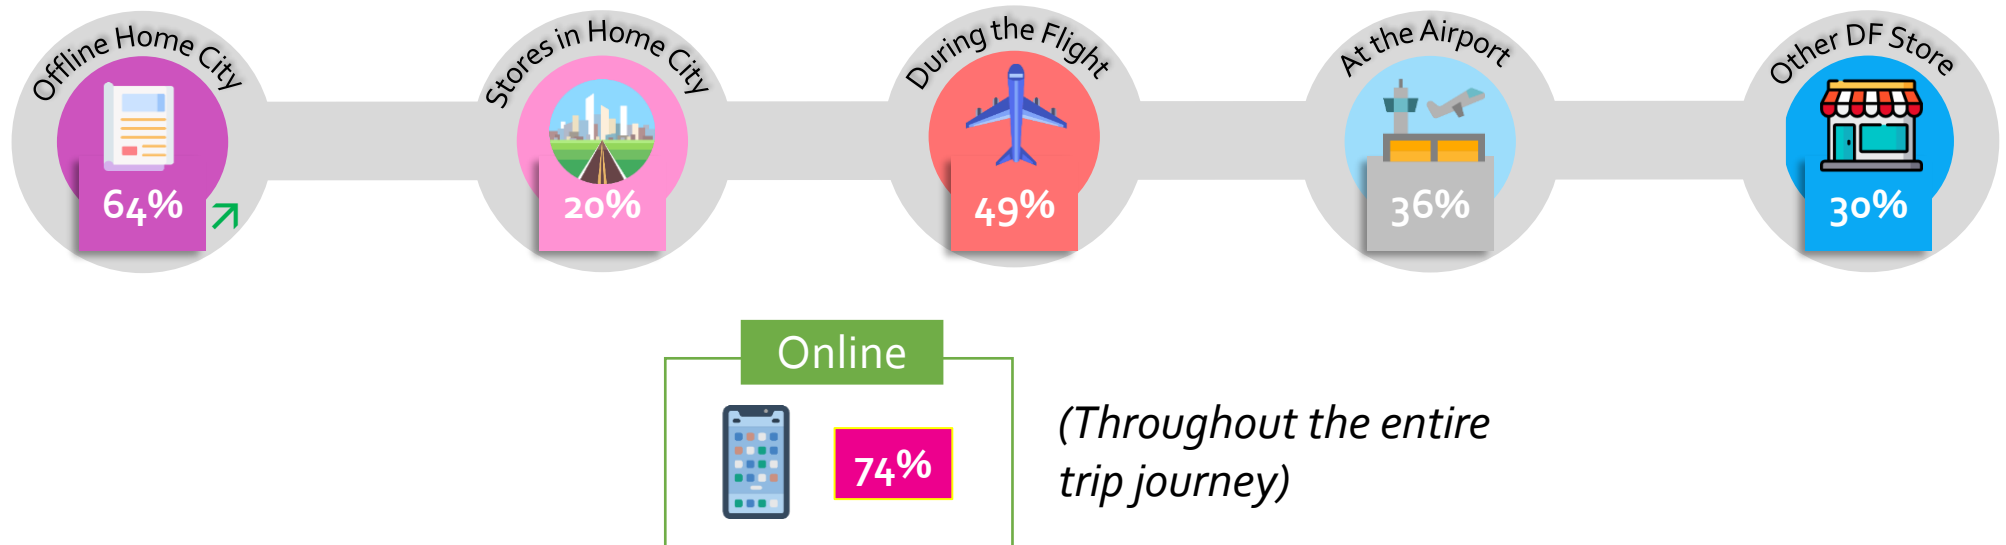 Offline Home City
Stores in Home City
During the Flight
At the Airport
Other DF Store
64%
20%
49%
36%
30%
Online
74%
(Throughout the entire
trip journey)